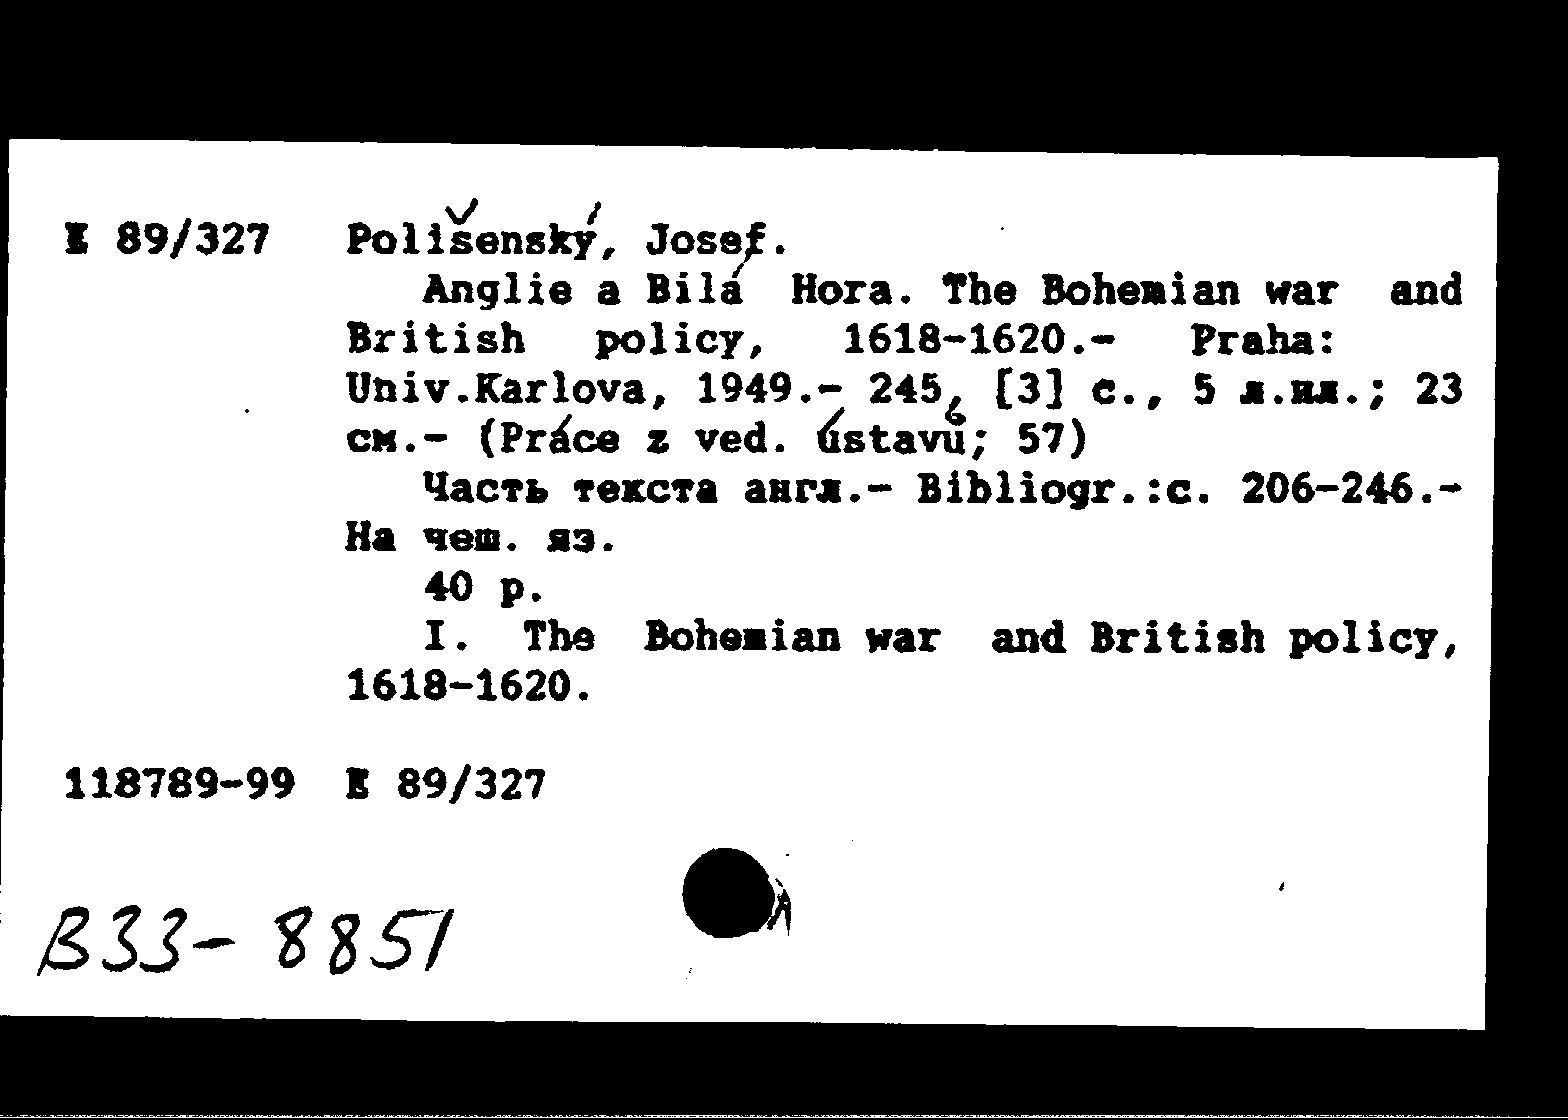 E 89/327 Polišenský, Josef.
Anglie a Bilá Hora. The Bohemian war and
British policy, 1618-1620.- Praha:
Univ.Karlova, 1949.- 245, [3] с., 5 л.ил.; 23
см.- (Práce z ved. ústavů; 57)
Часть текста англ.- Bibliogr.:с. 206-246.-
На чеш. яз.
40 р.
I. The Bohemian war and British policy,
1618-1620.
118789-99 E 89/327
B33-8851